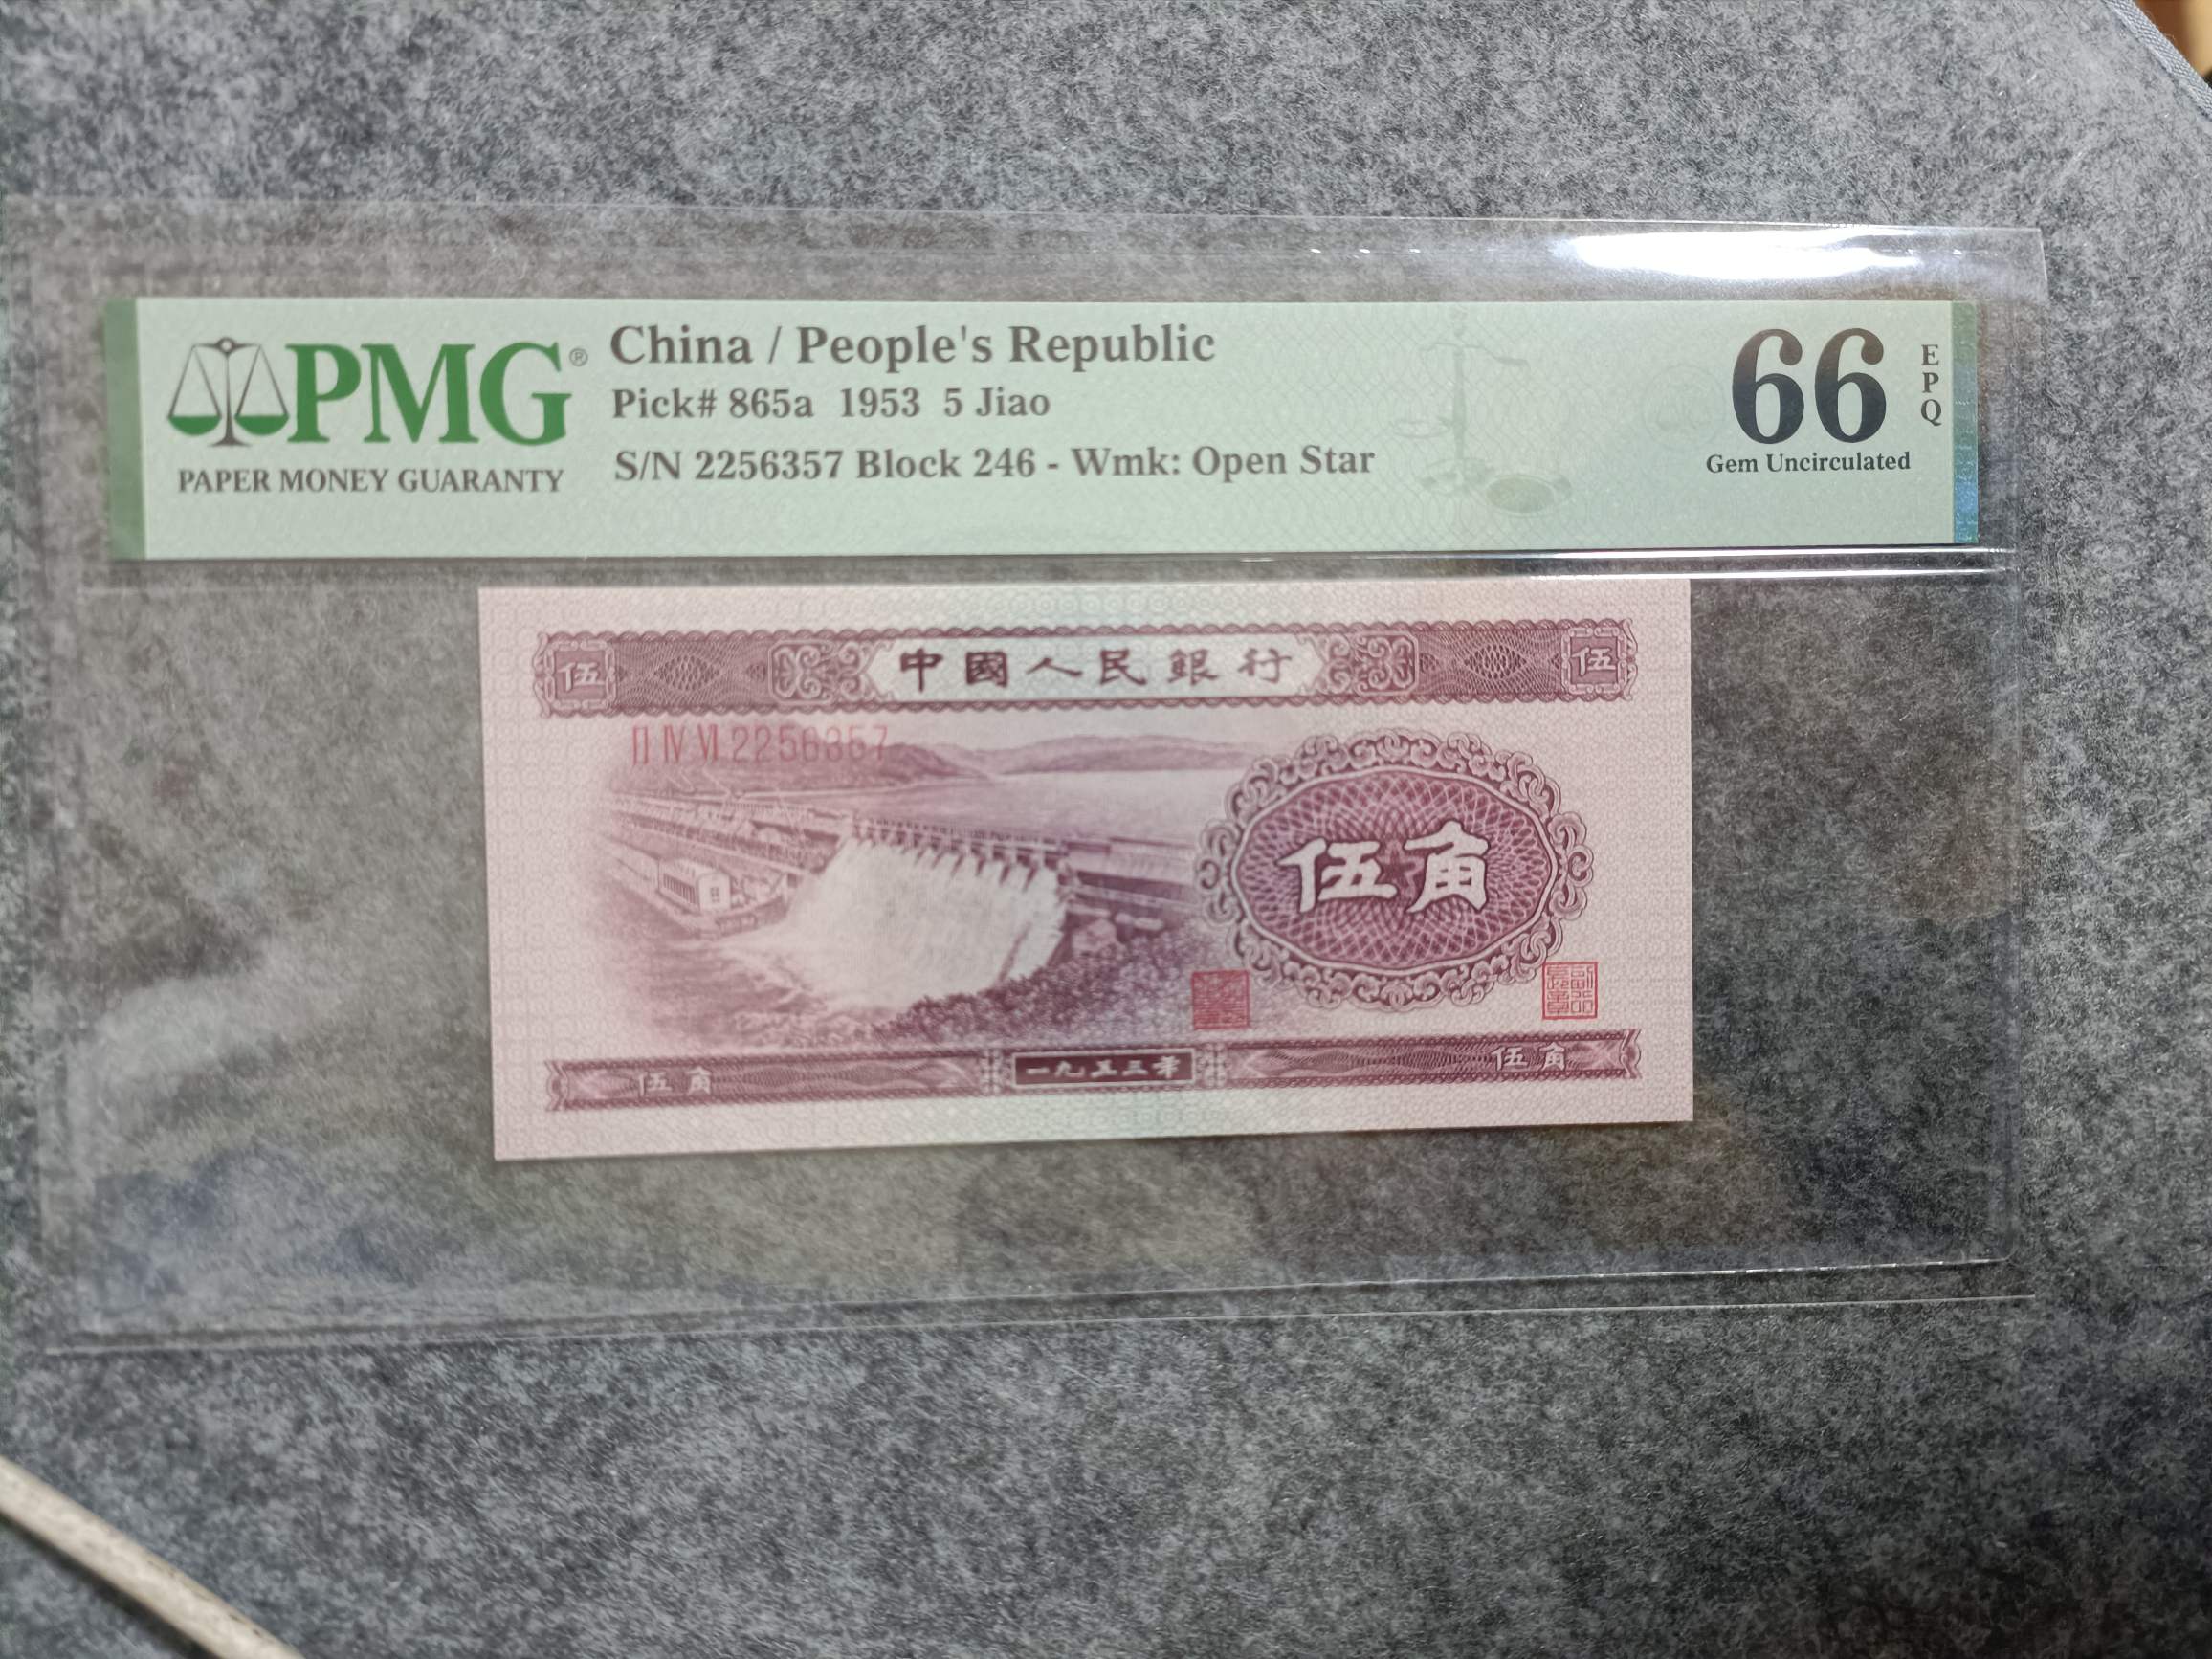 PMG®
PAPER MONEY GUARANTY
China / People's Republic
Pick# 865a 1953 5 Jiao
S/N 2256357 Block 246 - Wmk: Open Star
66
EPQ
Gem Uncirculated
伍 中國人民銀行 伍
II IV VI 2256357
伍角
伍角 一九五三年 伍角